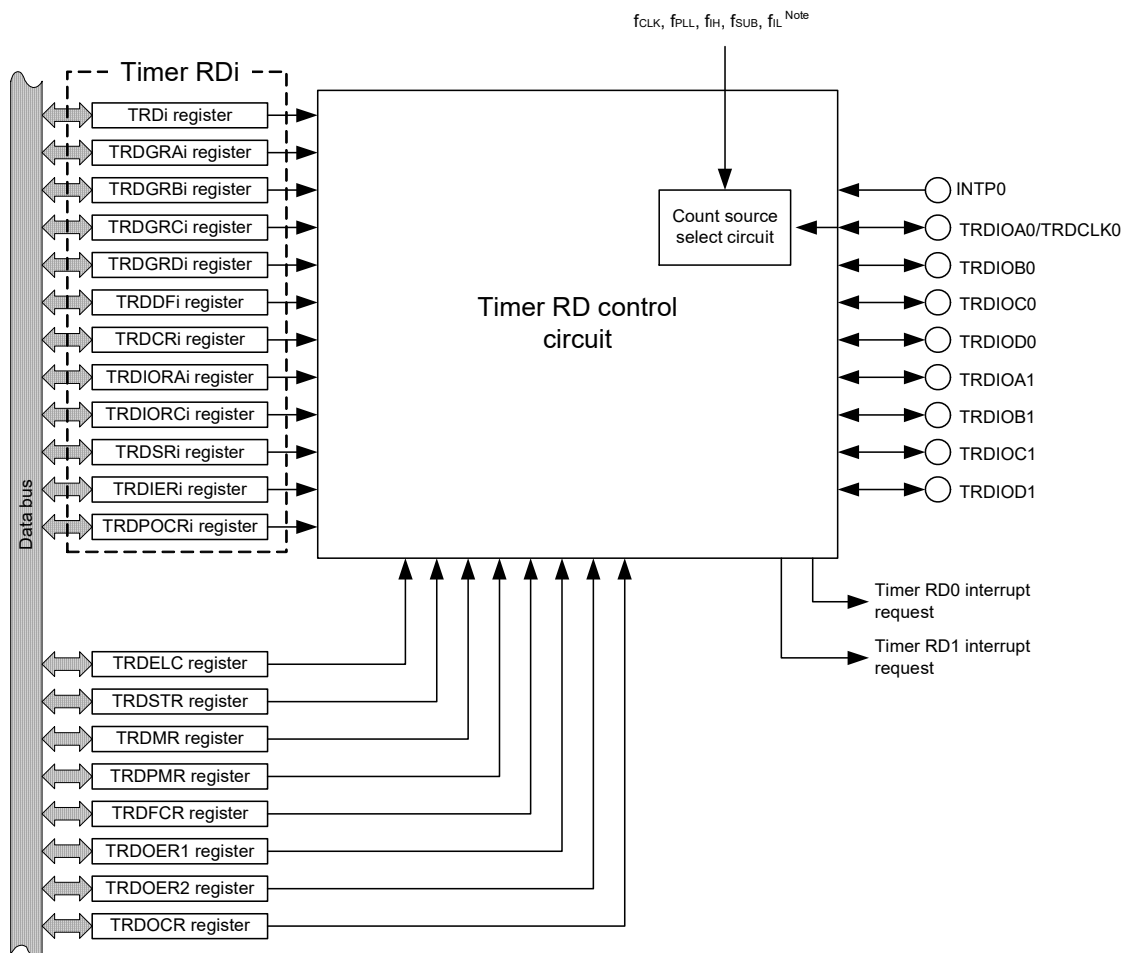 fCLK, fPLL, fIH, fSUB, fIL Note
Timer RDi
TRDi register
TRDGRAi register
TRDGRBi register
TRDGRCi register
TRDGRDi register
TRDDFi register
TRDCRi register
TRDIORAi register
TRDIORCi register
TRDSRi register
TRDIERi register
TRDPOCRi register
Data bus
Timer RD control
circuit
Count source
select circuit
INTP0
TRDIOA0/TRDCLK0
TRDIOB0
TRDIOC0
TRDIOD0
TRDIOA1
TRDIOB1
TRDIOC1
TRDIOD1
Timer RD0 interrupt
request
Timer RD1 interrupt
request
TRDELC register
TRDSTR register
TRDMR register
TRDPMR register
TRDFCR register
TRDOER1 register
TRDOER2 register
TRDOCR register